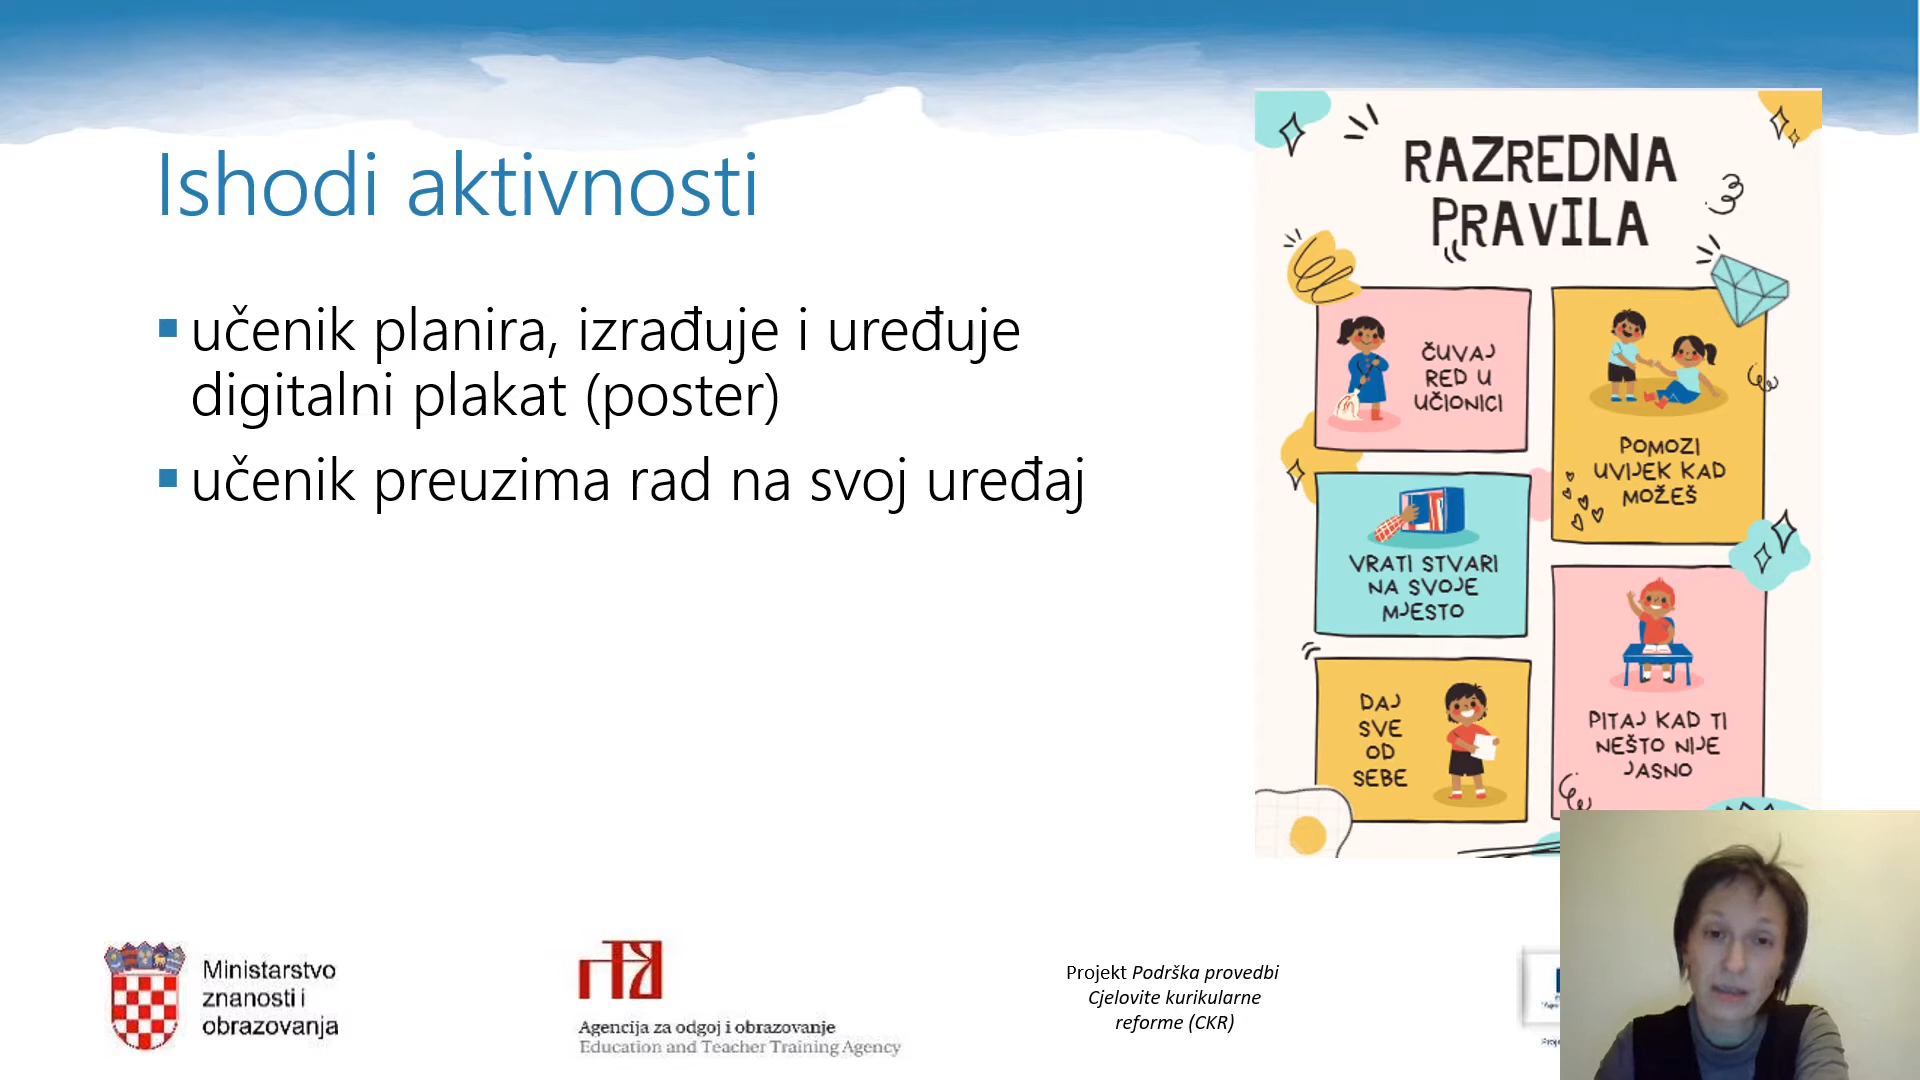 Ishodi aktivnosti
učenik planira, izrađuje i uređuje
digitalni plakat (poster)
učenik preuzima rad na svoj uređaj
RAZREDNA
PRAVILA
ČUVAJ
RED U
UČIONICI
POMOZI
UVIJEK KAD
MOŽEŠ
VRATI STVARI
NA SVOJE
MJESTO
DAJ
SVE
OD
SEBE
PITAJ KAD TI
NEŠTO NIJE
JASNO
Ministarstvo
znanosti i
obrazovanja
Agencija za odgoj i obrazovanje
Education and Teacher Training Agency
Projekt Podrška provedbi
Cjelovite kurikularne
reforme (CKR)